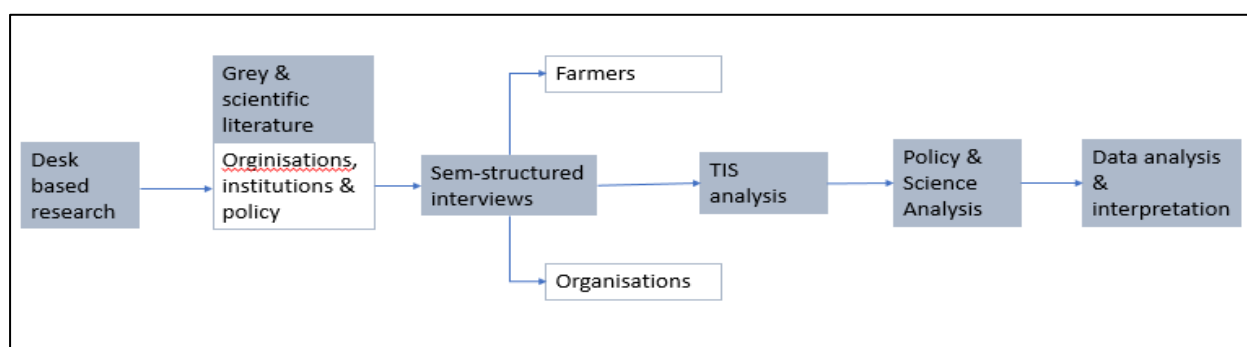 Desk
based
research
Grey &
scientific
literature
Orginisations,
institutions &
policy
Sem-structured
interviews
Farmers
Organisations
TIS
analysis
Policy &
Science
Analysis
Data analysis
&
interpretation